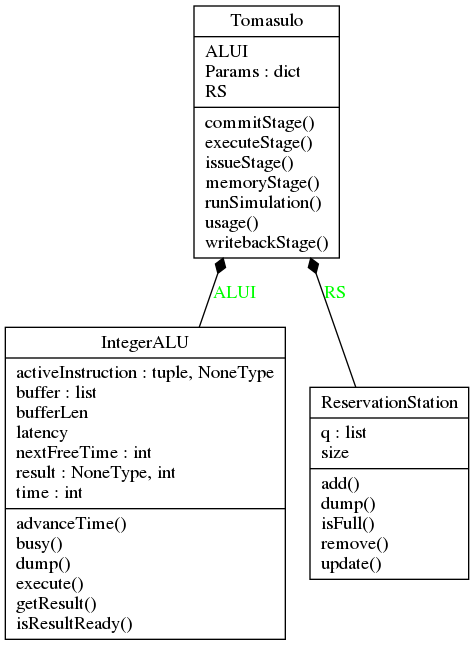 Tomasulo
ALUI
Params : dict
RS
commitStage()
executeStage()
issueStage()
memoryStage()
runSimulation()
usage()
writebackStage()
ALUI
RS
IntegerALU
activeInstruction : tuple, NoneType
buffer : list
bufferLen
latency
nextFreeTime : int
result : NoneType, int
time : int
advanceTime()
busy()
dump()
execute()
getResult()
isResultReady()
ReservationStation
q : list
size
add()
dump()
isFull()
remove()
update()